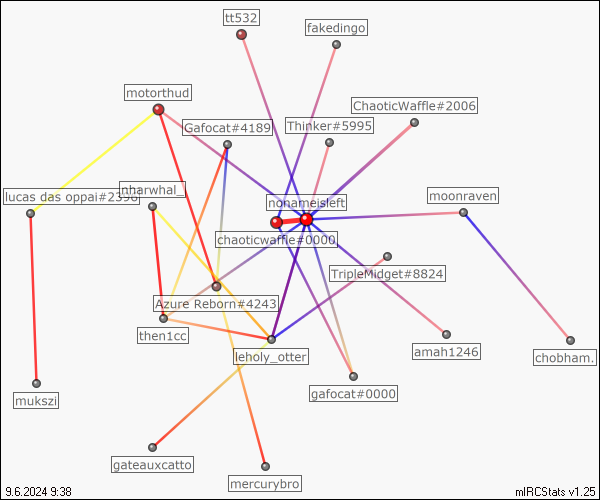 tt532
fakedingo
motorthud
ChaoticWaffle#2006
Gafocat#4189
Thinker#5995
nharwhal_
lucas das oppai#2398
moonraven
nonameisleft
chaoticwaffle#0000
TripleMidget#8824
Azure Reborn#4243
then1cc
leholy_otter
amah1246
chobham.
mukszi
gafocat#0000
gateauxcatto
mercurybro
9.6.2024 9:38
mIRCStats v1.25